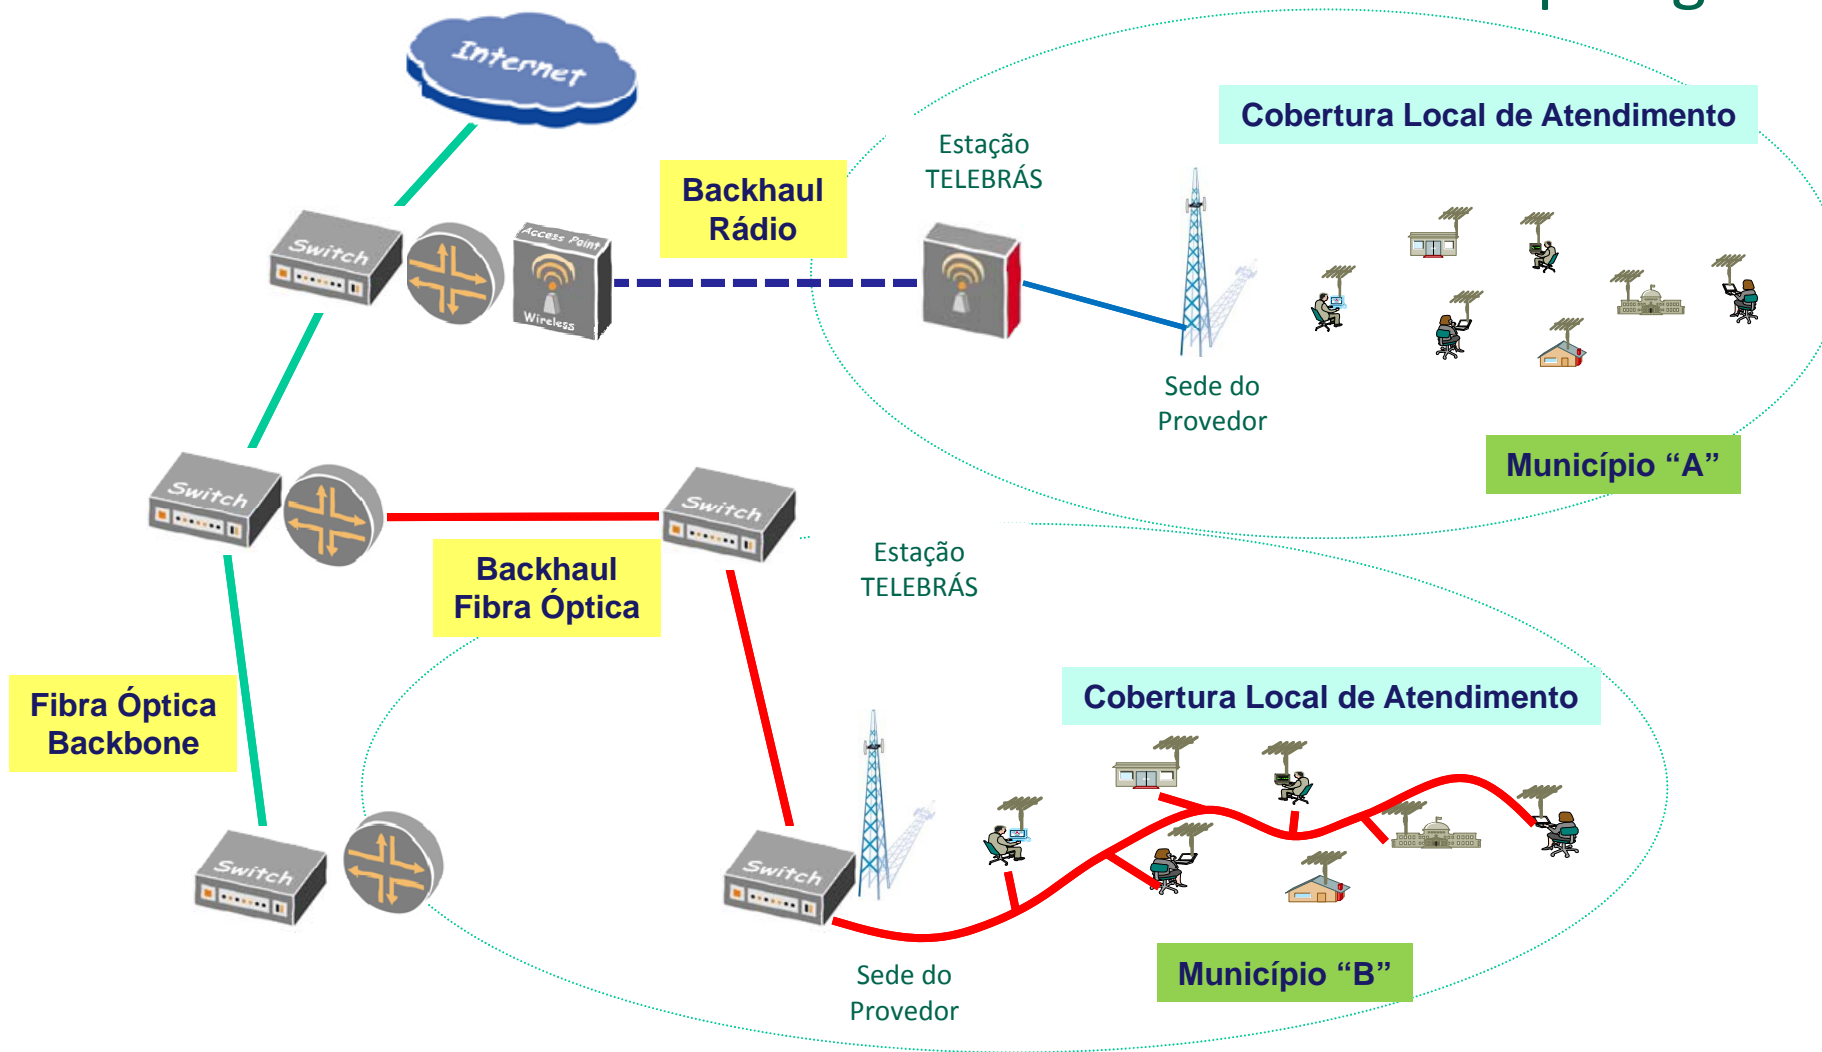 Internet
Cobertura Local de Atendimento
Estação
TELEBRÁS
Backhaul
Rádio
Switch
Access Point
Wireless
Sede do
Provedor
Município “A”
Switch
Switch
Estação
TELEBRÁS
Backhaul
Fibra Óptica
Fibra Óptica
Backbone
Cobertura Local de Atendimento
Switch
Switch
Município “B”
Sede do
Provedor